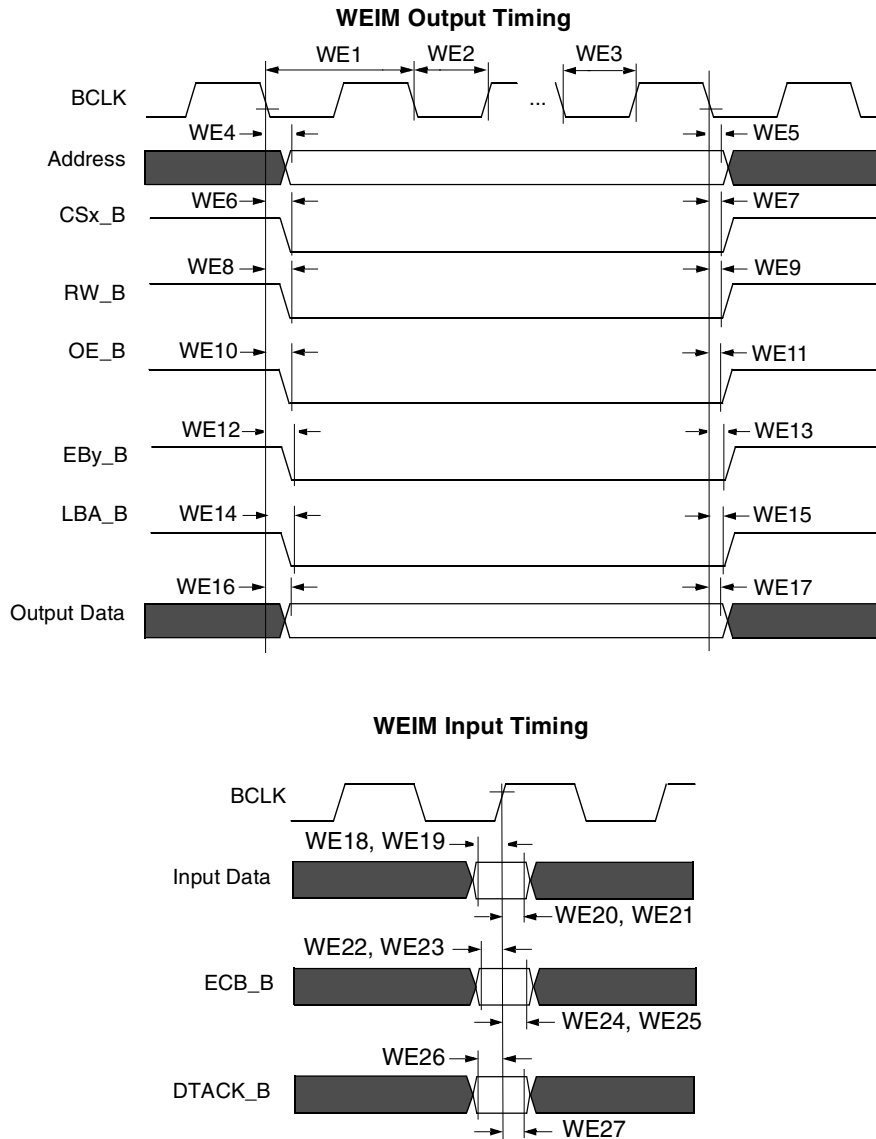 WEIM Output Timing
WE1 WE2 WE3
BCLK
...
WE4 WE5
Address
WE6 WE7
CSx_B
WE8 WE9
RW_B
WE10 WE11
OE_B
WE12 WE13
EBy_B
WE14 WE15
LBA_B
WE16 WE17
Output Data
WEIM Input Timing
BCLK
WE18, WE19
Input Data
WE20, WE21
WE22, WE23
ECB_B
WE24, WE25
WE26
DTACK_B
WE27